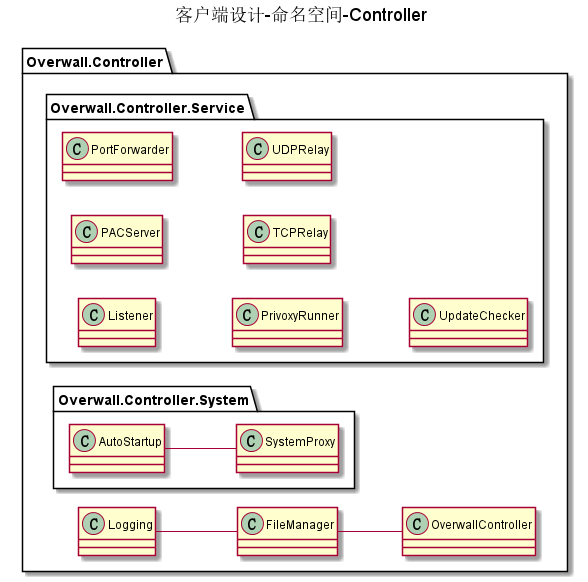 客户端设计-命名空间-Controller
Overwall.Controller
Overwall.Controller.Service
C PortForwarder
C UDPRelay
C PACServer
C TCPRelay
C Listener
C PrivoxyRunner
C UpdateChecker
Overwall.Controller.System
C AutoStartup
C SystemProxy
C Logging
C FileManager
C OverwallController